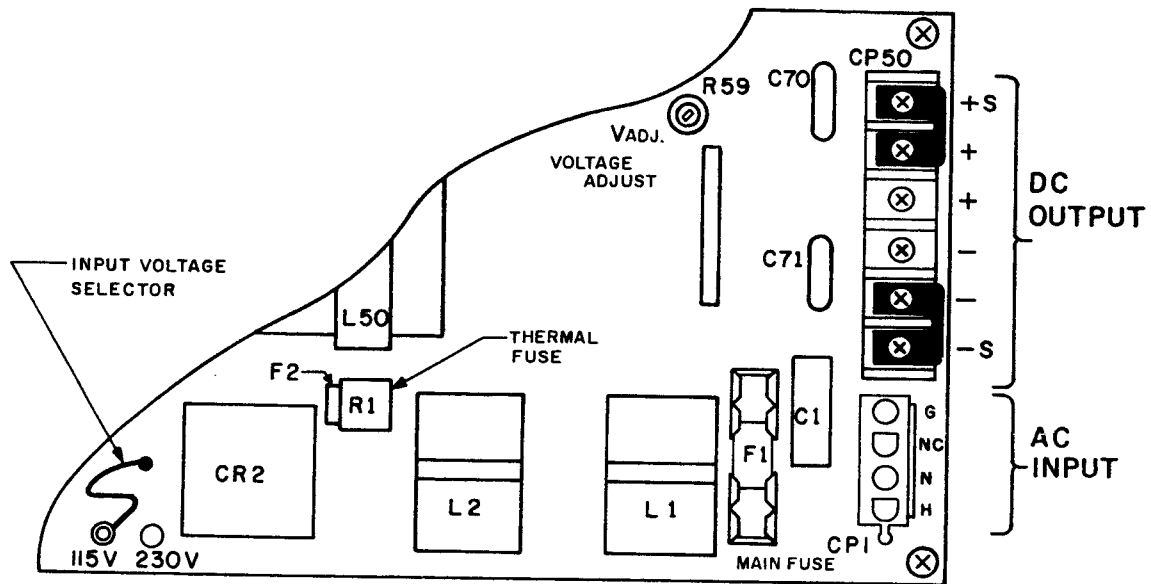 CP50
C70
R59
+S
VADJ.
+
VOLTAGE
ADJUST
+
DC
OUTPUT
C71
−
INPUT VOLTAGE
SELECTOR
−
L50
THERMAL
FUSE
−S
F2
R1
C1
G
NC
AC
INPUT
F1
CR2
N
L2
L1
H
CP1
115V
230V
MAIN FUSE